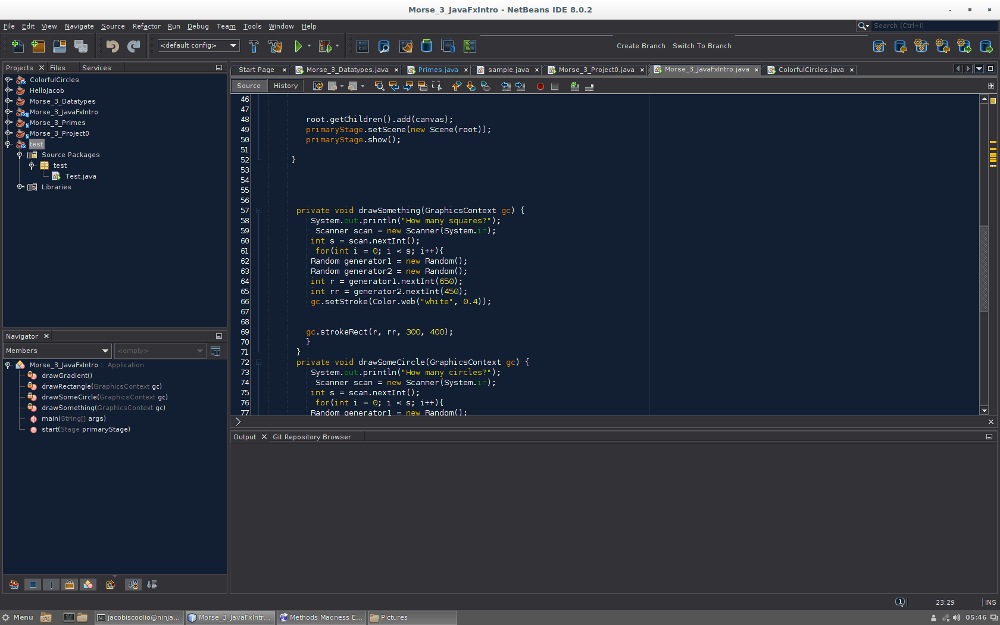 Morse_3_JavaFxIntro - NetBeans IDE 8.0.2
File Edit View Navigate Source Refactor Run Debug Team Tools Window Help
Search (Ctrl+I)
<default config>
Create Branch Switch To Branch
Projects Files Services
ColorfulCircles
HelloJacob
Morse_3_Datatypes
Morse_3_JavaFxIntro
Morse_3_Primes
Morse_3_Project0
test
Source Packages
test
Test.java
Libraries
Navigator
Members
<empty>
Morse_3_JavaFxIntro :: Application
drawGradient()
drawRectangle(GraphicsContext gc)
drawSomeCircle(GraphicsContext gc)
drawSomething(GraphicsContext gc)
main(String[] args)
start(Stage primaryStage)
Start Page Morse_3_Datatypes.java Primes.java sample.java Morse_3_Project0.java Morse_3_JavaFxIntro.java ColorfulCircles.java
Source History
46
47
48 root.getChildren().add(canvas);
49 primaryStage.setScene(new Scene(root));
50 primaryStage.show();
51
52 }
53
54
55
56
57 private void drawSomething(GraphicsContext gc) {
58 System.out.println("How many squares?");
59 Scanner scan = new Scanner(System.in);
60 int s = scan.nextInt();
61 for(int i = 0; i < s; i++){
62 Random generator1 = new Random();
63 Random generator2 = new Random();
64 int r = generator1.nextInt(650);
65 int rr = generator2.nextInt(450);
66 gc.setStroke(Color.web("white", 0.4));
67
68
69 gc.strokeRect(r, rr, 300, 400);
70 }
71 }
72 private void drawSomeCircle(GraphicsContext gc) {
73 System.out.println("How many circles?");
74 Scanner scan = new Scanner(System.in);
75 int s = scan.nextInt();
76 for(int i = 0; i < s; i++){
77 Random generator1 = new Random();
Output Git Repository Browser
1
23:29 INS
Menu
jacobiscoolio@ninja...
Morse_3_JavaFxIntr...
Methods Madness E...
Pictures
05:46